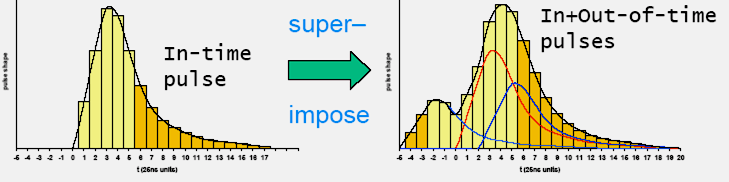 In-time
pulse
super–
impose
In+Out-of-time
pulses
pulse shape
-5 -4 -3 -2 -1 0 1 2 3 4 5 6 7 8 9 10 11 12 13 14 15 16 17
t (25ns units)
pulse shape
-5 -4 -3 -2 -1 0 1 2 3 4 5 6 7 8 9 10 11 12 13 14 15 16 17 18 19 20
t (25ns units)